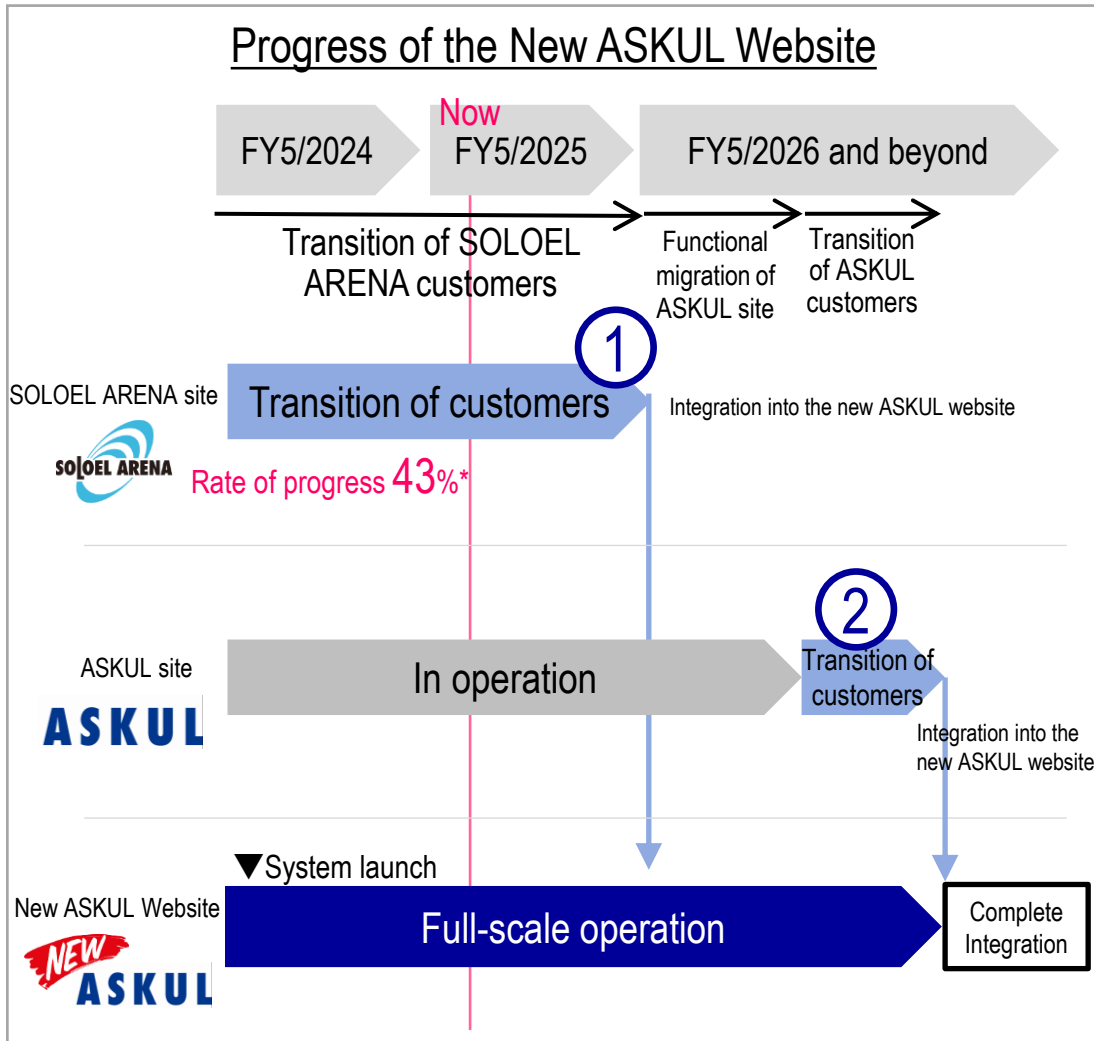 Progress of the New ASKUL Website
Now
FY5/2024
FY5/2025
FY5/2026 and beyond
Transition of SOLOEL
ARENA customers
Functional
migration of
ASKUL site
Transition
of ASKUL
customers
1
SOLOEL ARENA site
Transition of customers
Integration into the new ASKUL website
SOLOEL ARENA
Rate of progress 43%*
2
ASKUL site
In operation
Transition of
customers
ASKUL
Integration into the
new ASKUL website
▼System launch
New ASKUL Website
Full-scale operation
Complete
Integration
NEW
ASKUL